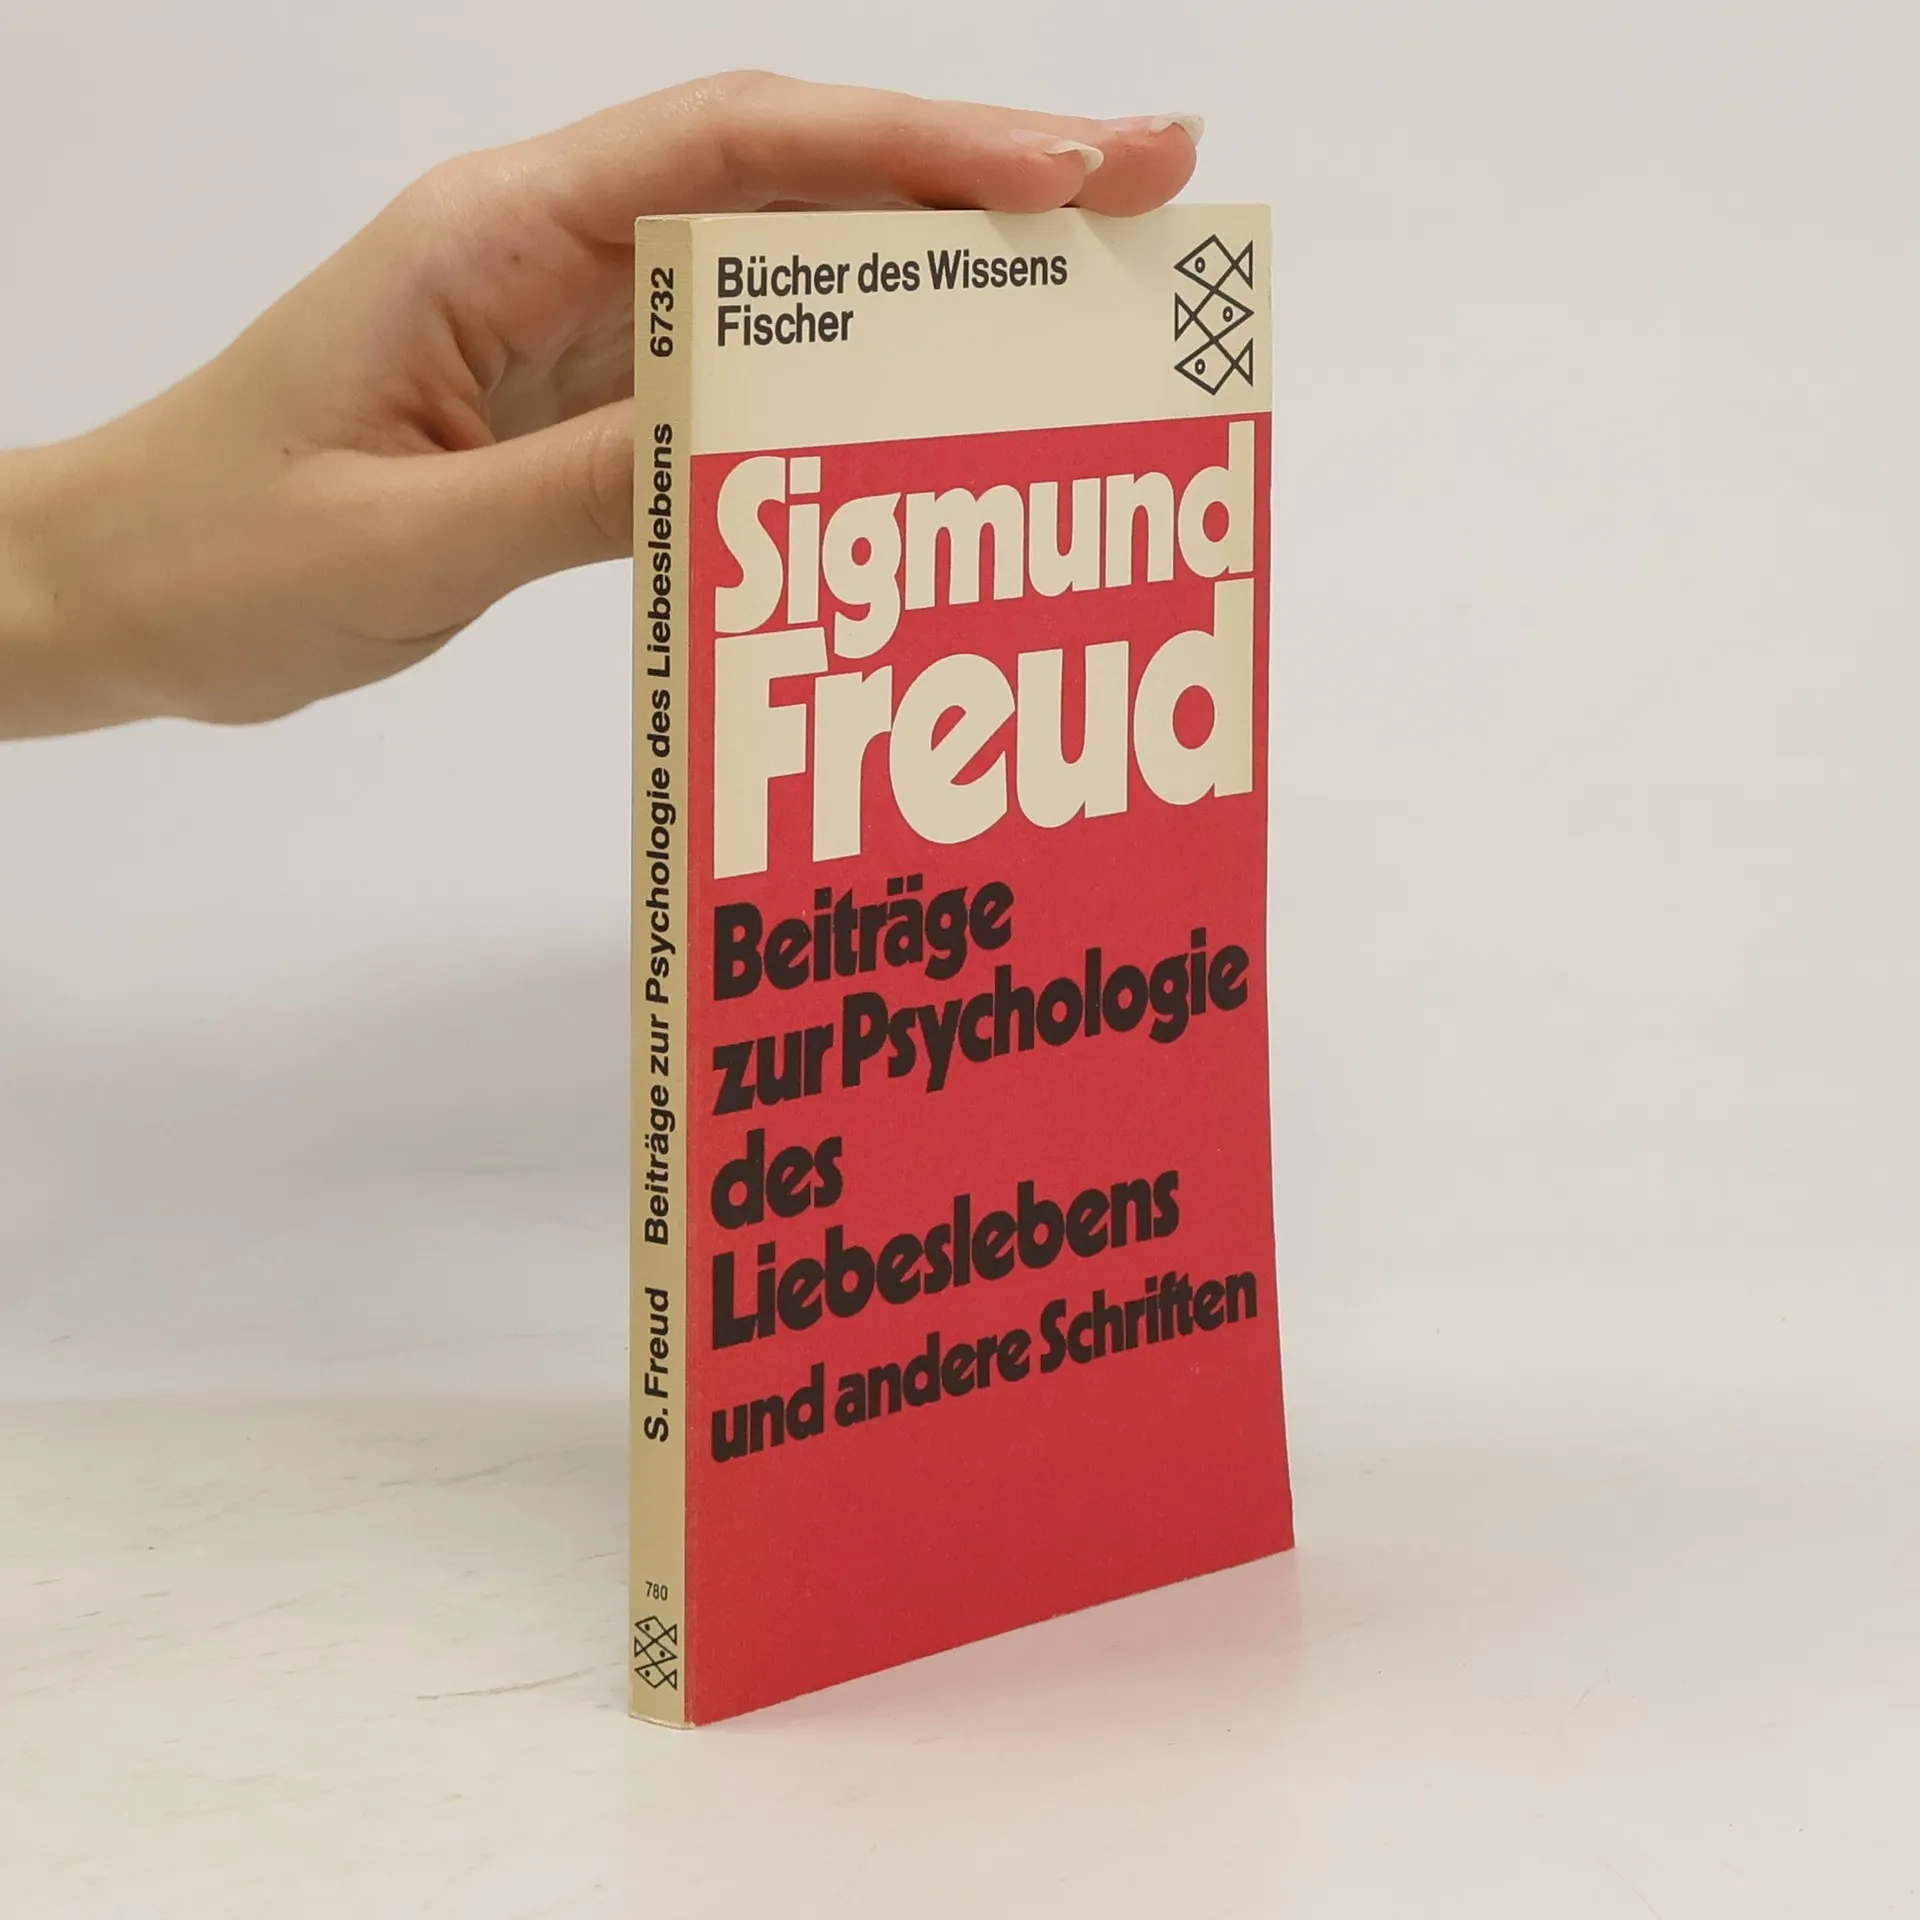 Bücher des Wissens
Fischer
Sigmund
Freud
Beiträge
zur Psychologie
des
Liebeslebens
und andere Schriften
S. Freud Beiträge zur Psychologie des Liebeslebens 6732
780